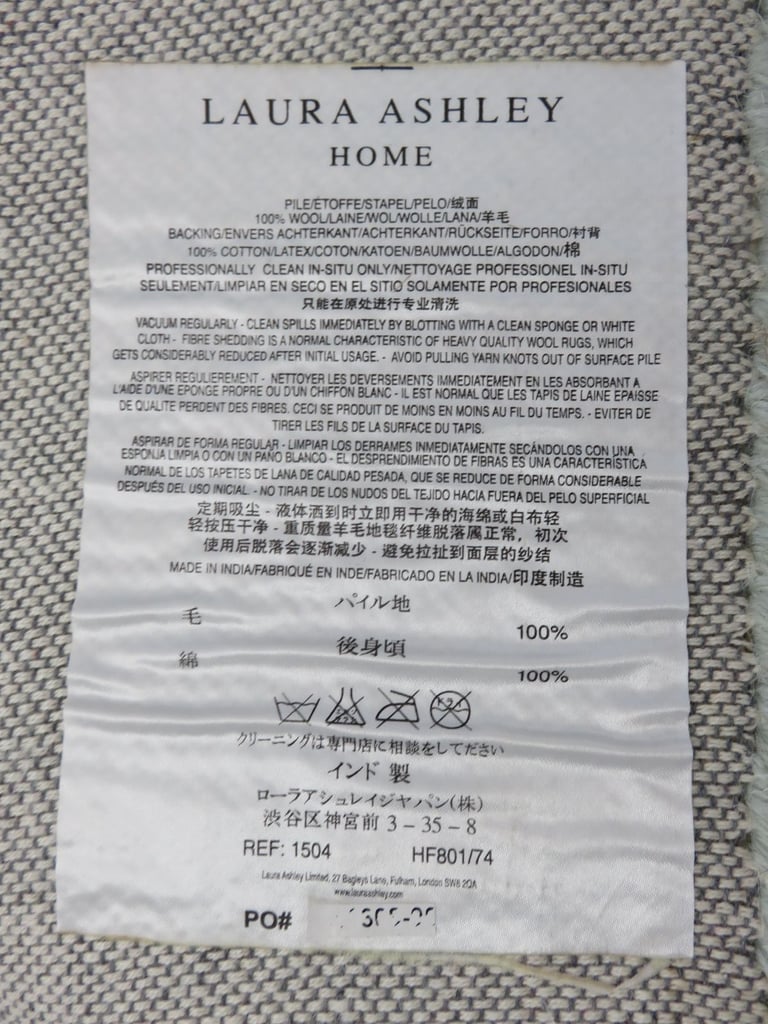 LAURA ASHLEY
HOME
PILE/ÉTOFFE/STAPEL/PELO/绒面
100% WOOL/LAINE/WOL/WOLLE/LANA/羊毛
BACKING/ENVERS ACHTERKANT/ACHTERKANT/RÜCKSEITE/FORRO/衬背
100% COTTON/LATEX/COTON/KATOEN/BAUMWOLLE/ALGODON/棉
PROFESSIONALLY CLEAN IN-SITU ONLY/NETTOYAGE PROFESSIONEL IN-SITU
SEULEMENT/LIMPIAR EN SECO EN EL SITIO SOLAMENTE POR PROFESIONALES
只能在原处进行专业清洗
VACUUM REGULARLY - CLEAN SPILLS IMMEDIATELY BY BLOTTING WITH A CLEAN SPONGE OR WHITE
CLOTH - FIBRE SHEDDING IS A NORMAL CHARACTERISTIC OF HEAVY QUALITY WOOL RUGS, WHICH
GETS CONSIDERABLY REDUCED AFTER INITIAL USAGE. - AVOID PULLING YARN KNOTS OUT OF SURFACE PILE
ASPIRER REGULIEREMENT - NETTOYER LES DEVERSEMENTS IMMEDIATEMENT EN LES ABSORBANT A
L'AIDE D'UNE EPONGE PROPRE OU D'UN CHIFFON BLANC - IL EST NORMAL QUE LES TAPIS DE LAINE EPAISSE
DE QUALITE PERDENT DES FIBRES. CECI SE PRODUIT DE MOINS EN MOINS AU FIL DU TEMPS. - EVITER DE
TIRER LES FILS DE LA SURFACE DU TAPIS.
ASPIRAR DE FORMA REGULAR - LIMPIAR LOS DERRAMES INMEDIATAMENTE SECÁNDOLOS CON UNA
ESPONJA LIMPIA O CON UN PAÑO BLANCO - EL DESPRENDIMIENTO DE FIBRAS ES UNA CARACTERÍSTICA
NORMAL DE LOS TAPETES DE LANA DE CALIDAD PESADA, QUE SE REDUCE DE FORMA CONSIDERABLE
DESPUÉS DEL USO INICIAL. - NO TIRAR DE LOS NUDOS DEL TEJIDO HACIA FUERA DEL PELO SUPERFICIAL
定期吸尘 - 液体洒到时立即用干净的海绵或白布轻
轻按压干净 - 重质量羊毛地毯纤维脱落属正常，初次
使用后脱落会逐渐减少 - 避免拉扯到面层的纱结
MADE IN INDIA/FABRIQUÉ EN INDE/FABRICADO EN LA INDIA/印度制造
パイル地
毛 100%
後身頃
綿 100%
クリーニングは専門店に相談をしてださい
インド 製
ローラアシュレイジャパン(株)
渋谷区神宮前 3 – 35 – 8
REF: 1504 HF801/74
Laura Ashley Limited, 27 Bagleys Lane, Fulham, London SW6 2QA
www.lauraashley.com
PO#